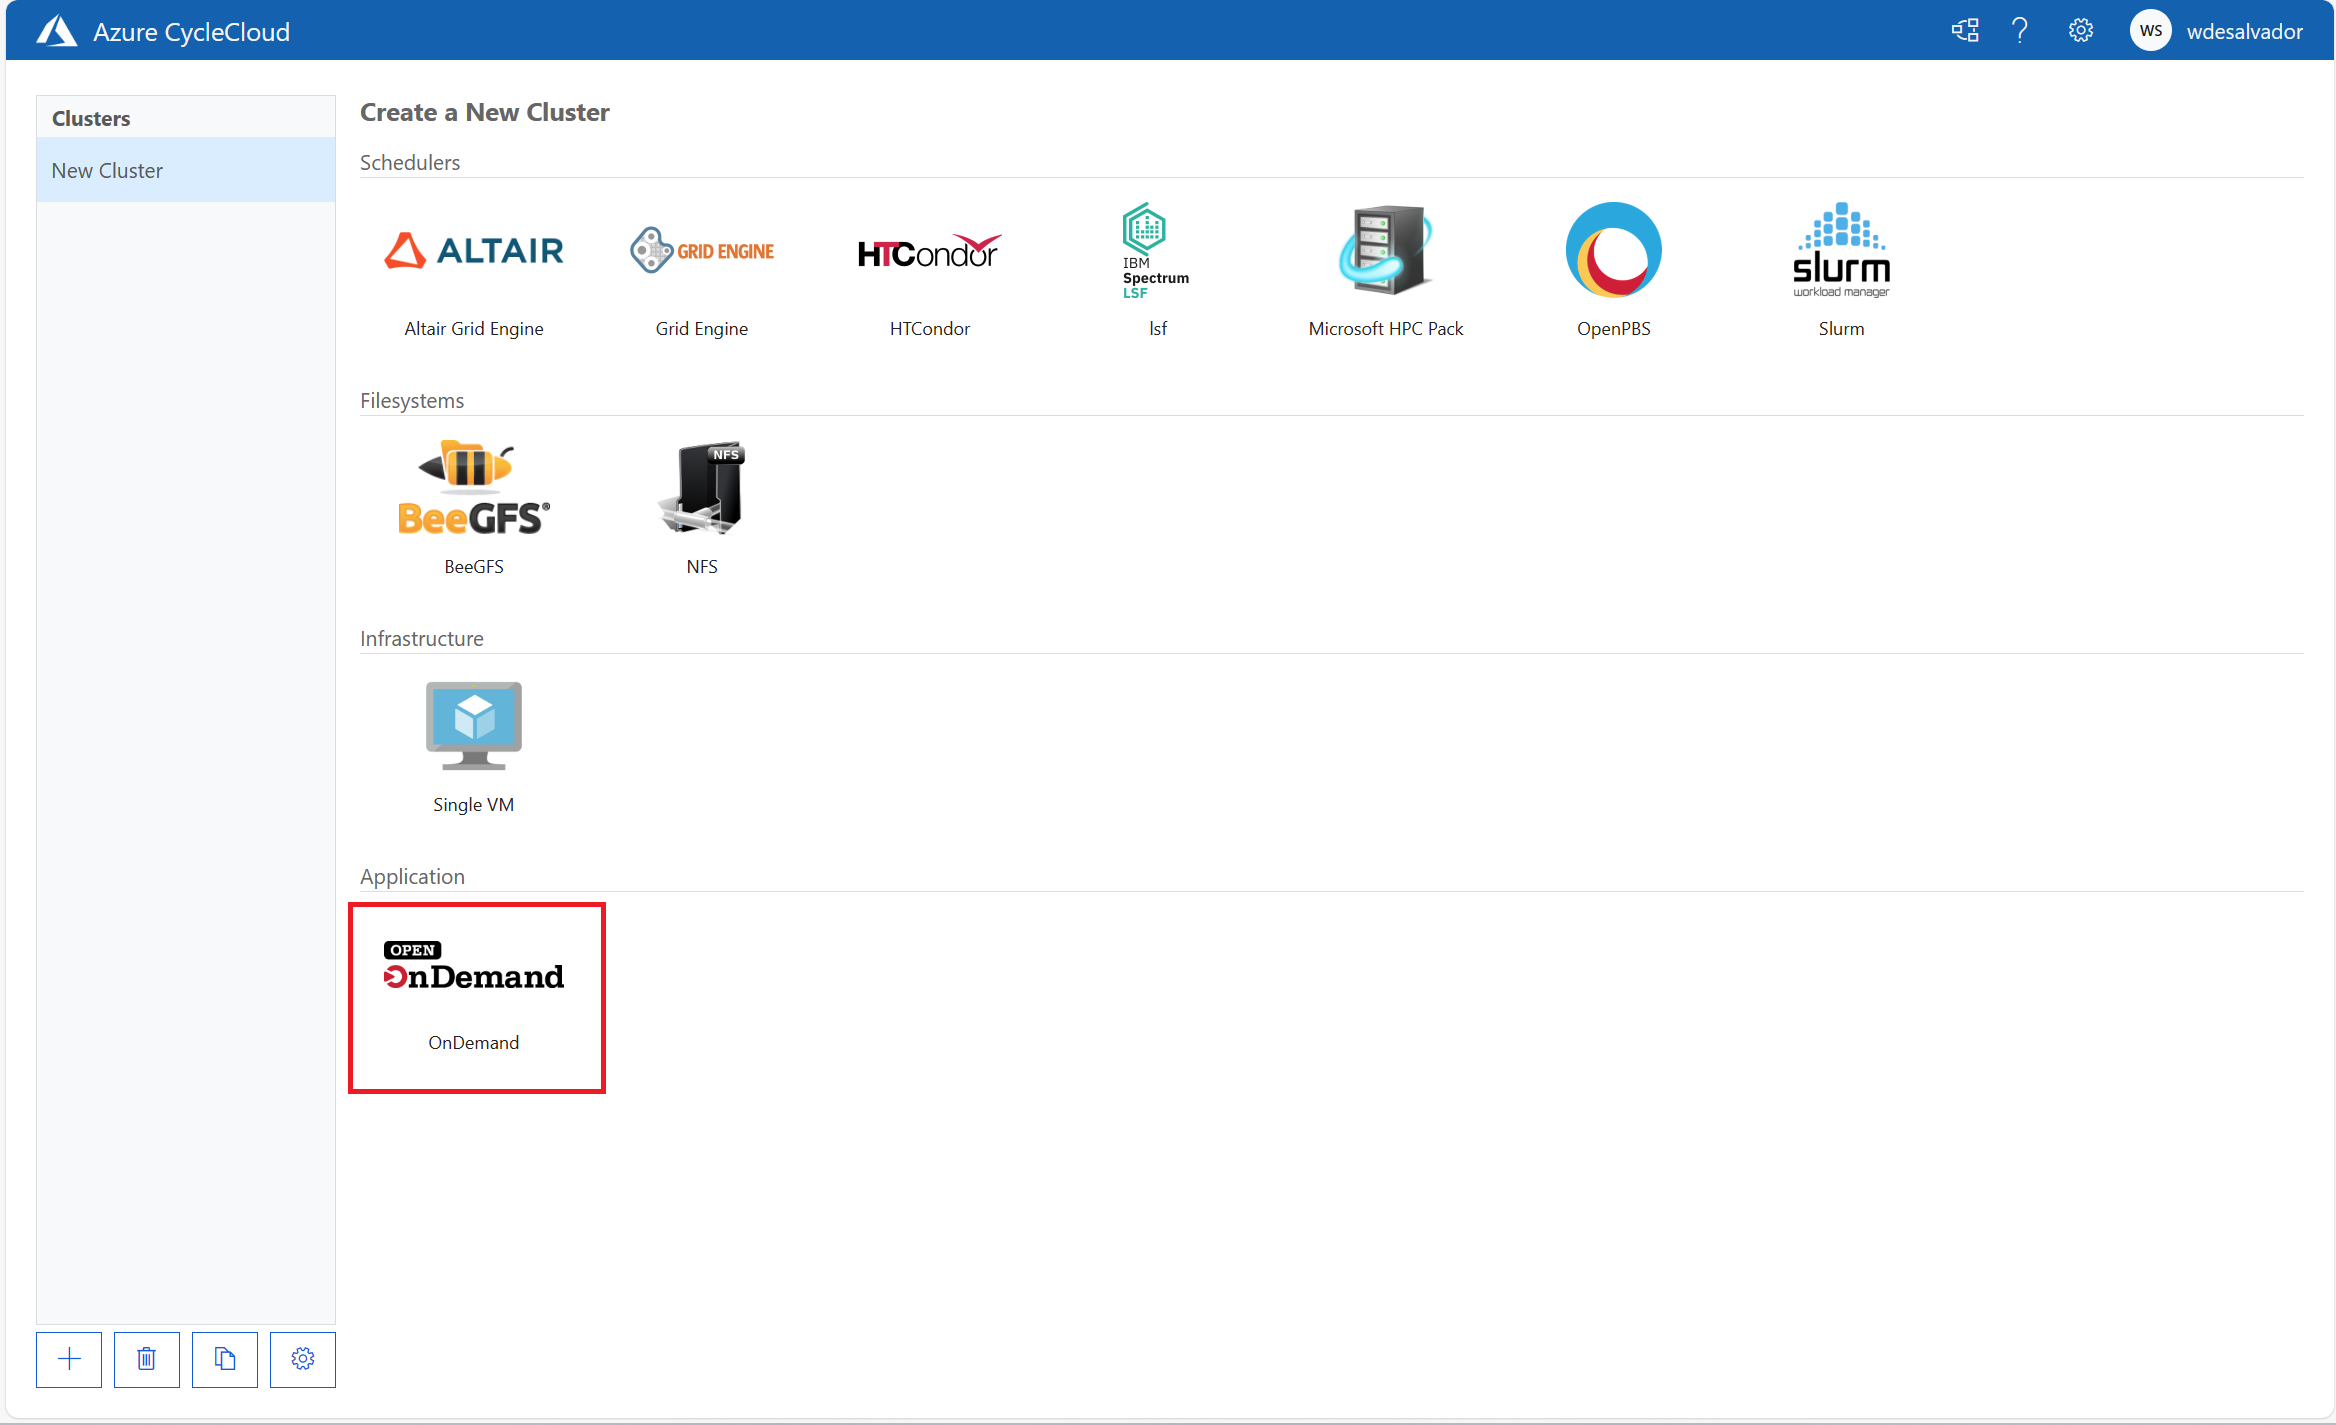 Azure CycleCloud
WS
wdesalvador
Clusters
New Cluster
Create a New Cluster
Schedulers
ALTAIR
Altair Grid Engine
GRID ENGINE
Grid Engine
HTCondor
HTCondor
IBM
Spectrum
LSF
lsf
Microsoft HPC Pack
OpenPBS
slurm
workload manager
Slurm
Filesystems
BeeGFS®
BeeGFS
NFS
NFS
Infrastructure
Single VM
Application
OPEN
OnDemand
OnDemand